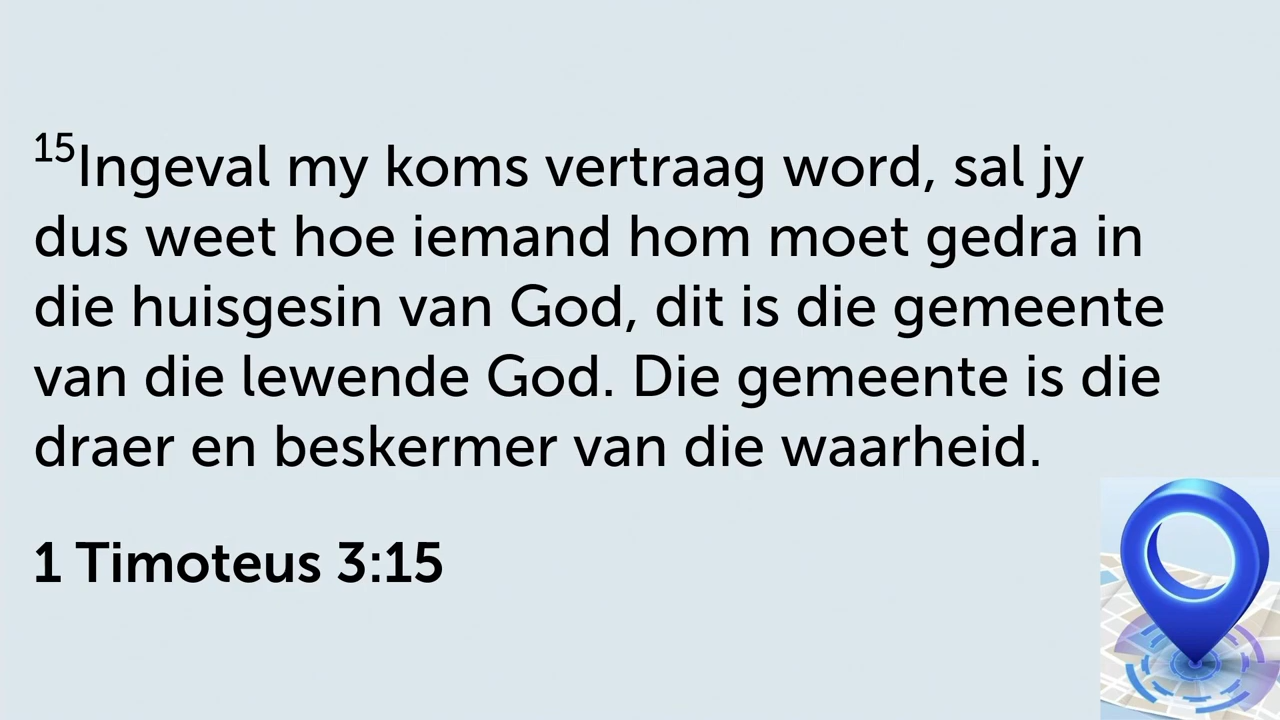 15Ingeval my koms vertraag word, sal jy
dus weet hoe iemand hom moet gedra in
die huisgesin van God, dit is die gemeente
van die lewende God. Die gemeente is die
draer en beskermer van die waarheid.
1 Timoteus 3:15